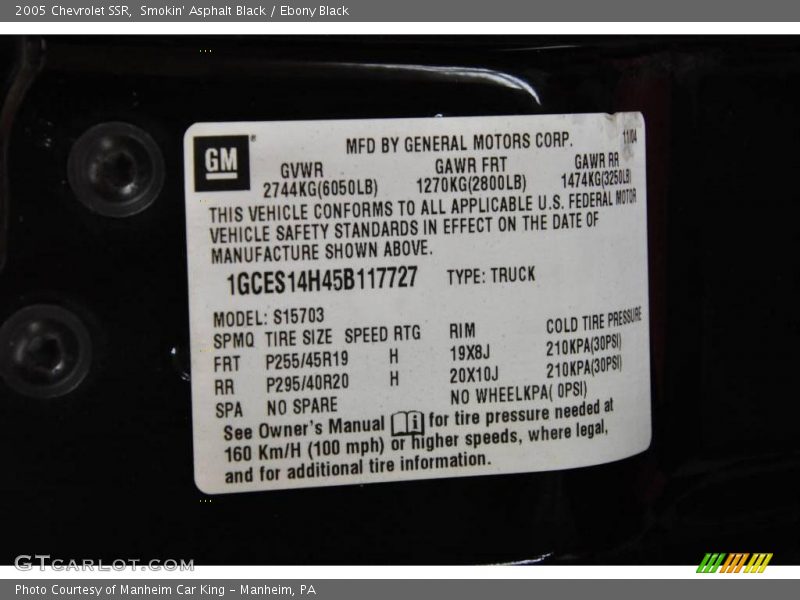 2005 Chevrolet SSR,  Smokin' Asphalt Black / Ebony Black
GM®
MFD BY GENERAL MOTORS CORP.
11/04
GVWR GAWR FRT GAWR RR
2744KG(6050LB) 1270KG(2800LB) 1474KG(3250LB)
THIS VEHICLE CONFORMS TO ALL APPLICABLE U.S. FEDERAL MOTOR
VEHICLE SAFETY STANDARDS IN EFFECT ON THE DATE OF
MANUFACTURE SHOWN ABOVE.
1GCES14H45B117727 TYPE: TRUCK
MODEL: S15703
SPMQ TIRE SIZE SPEED RTG RIM COLD TIRE PRESSURE
FRT P255/45R19 H 19X8J 210KPA(30PSI)
RR P295/40R20 H 20X10J 210KPA(30PSI)
SPA NO SPARE NO WHEELKPA( 0PSI)
See Owner's Manual i for tire pressure needed at
160 Km/H (100 mph) or higher speeds, where legal,
and for additional tire information.
GTcarlot.com
Photo Courtesy of Manheim Car King - Manheim, PA